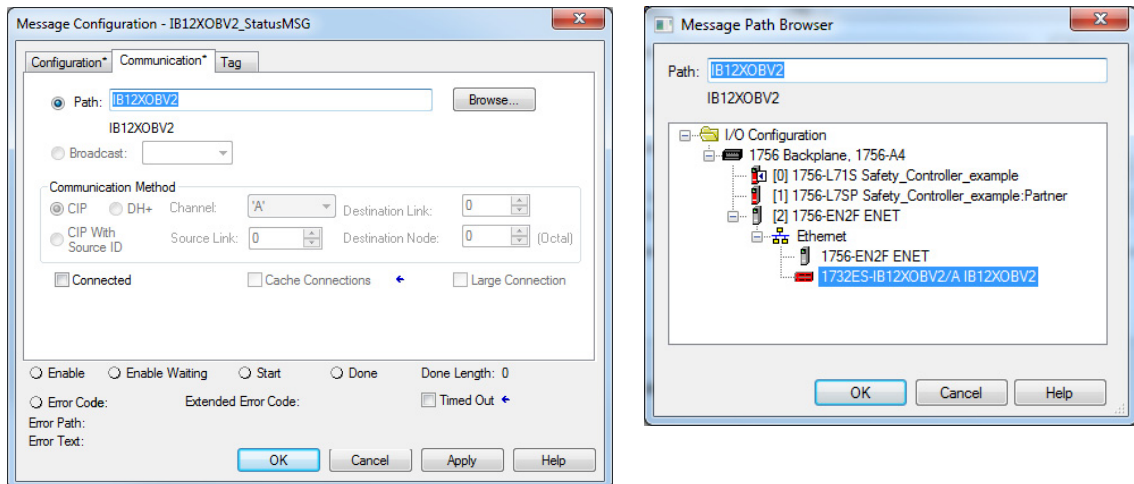 Message Configuration - IB12XOBV2_StatusMSG
Configuration* Communication* Tag
Path: IB12XOBV2 Browse...
IB12XOBV2
Broadcast:
Communication Method
CIP DH+ Channel: 'A' Destination Link: 0
CIP With Source ID Source Link: 0 Destination Node: 0 (Octal)
Connected Cache Connections Large Connection
Enable Enable Waiting Start Done Done Length: 0
Error Code: Extended Error Code: Timed Out
Error Path:
Error Text:
OK Cancel Apply Help
Message Path Browser
Path: IB12XOBV2
IB12XOBV2
I/O Configuration
1756 Backplane, 1756-A4
[0] 1756-L71S Safety_Controller_example
[1] 1756-L7SP Safety_Controller_example:Partner
[2] 1756-EN2F ENET
Ethernet
1756-EN2F ENET
1732ES-IB12XOBV2/A IB12XOBV2
OK Cancel Help